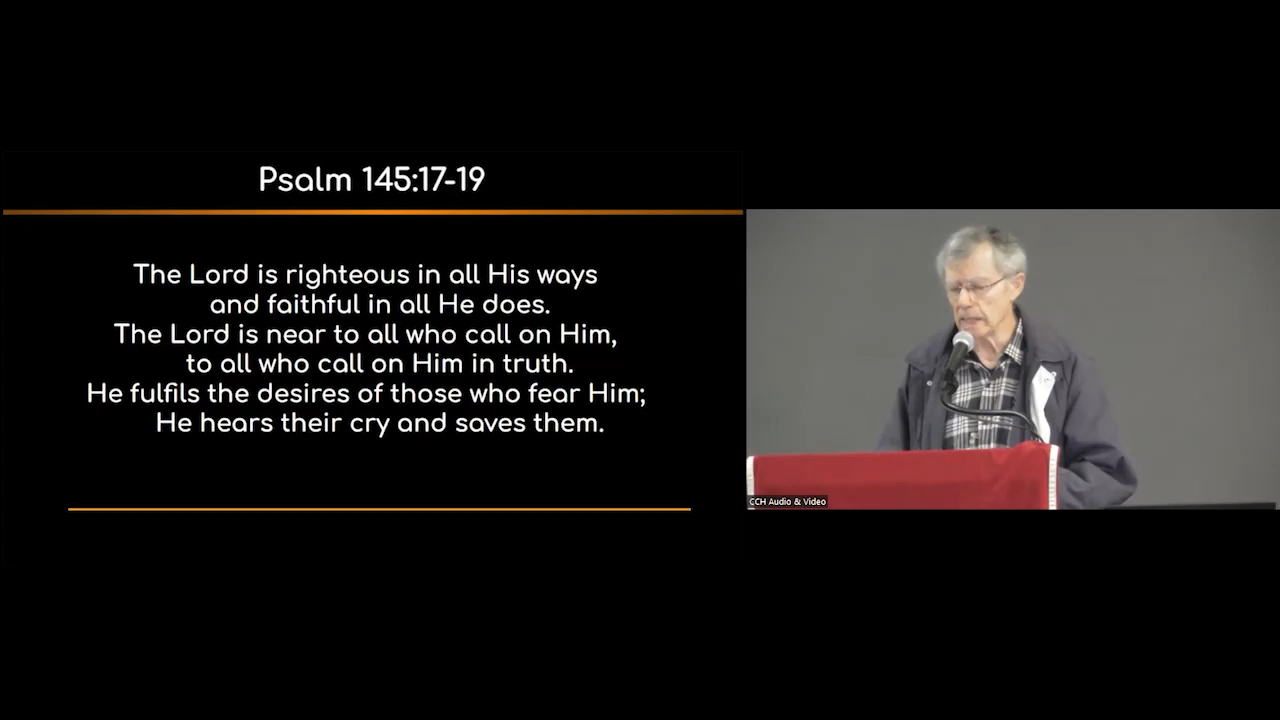 Psalm 145:17-19
The Lord is righteous in all His ways
and faithful in all He does.
The Lord is near to all who call on Him,
to all who call on Him in truth.
He fulfils the desires of those who fear Him;
He hears their cry and saves them.
CCH Audio & Video